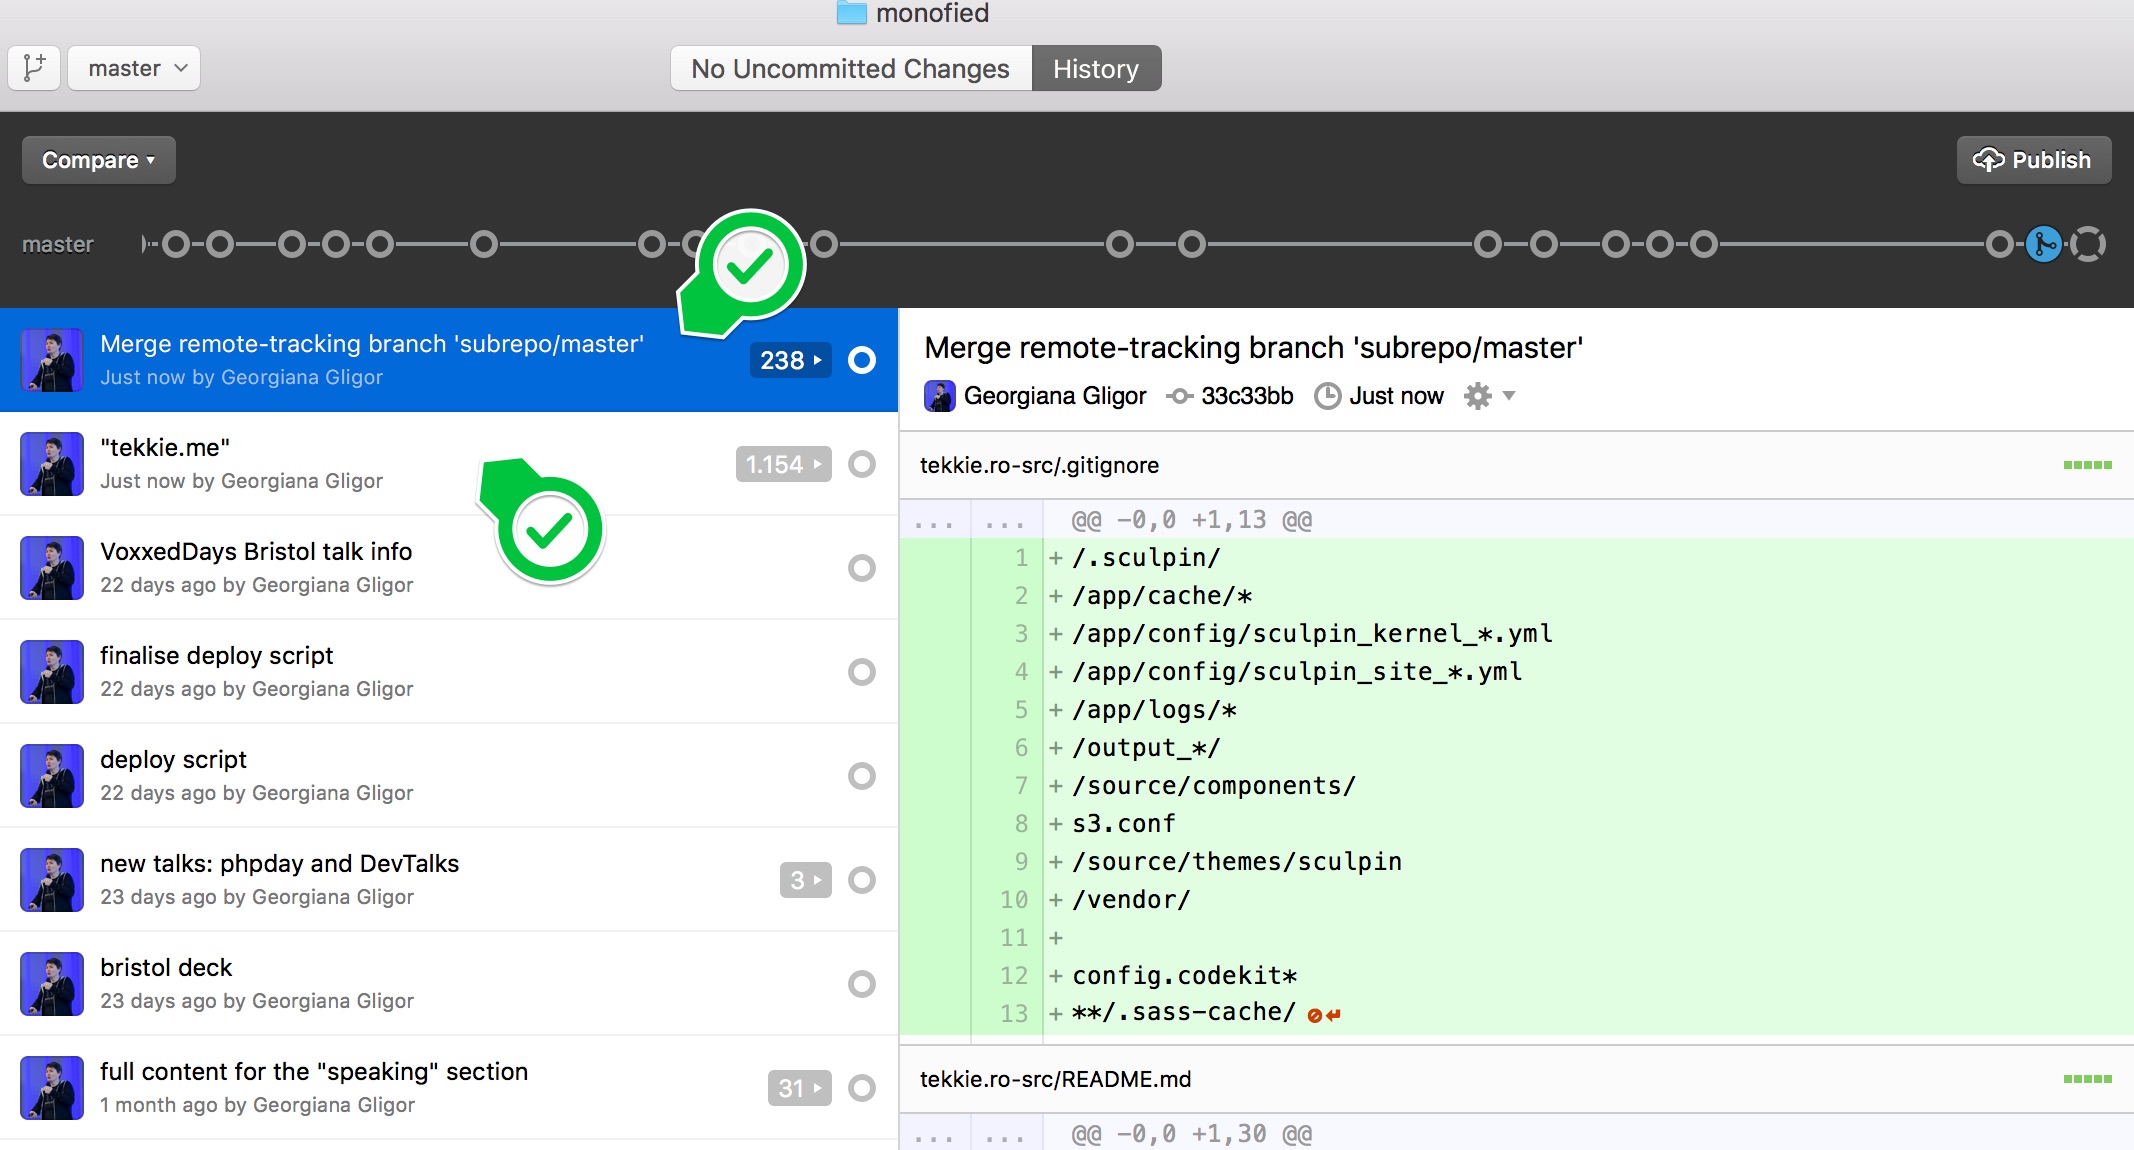 monofied
master
No Uncommitted Changes
History
Compare
Publish
master
Merge remote-tracking branch 'subrepo/master'
Just now by Georgiana Gligor
238
"tekkie.me"
Just now by Georgiana Gligor
1.154
VoxxedDays Bristol talk info
22 days ago by Georgiana Gligor
finalise deploy script
22 days ago by Georgiana Gligor
deploy script
22 days ago by Georgiana Gligor
new talks: phpday and DevTalks
23 days ago by Georgiana Gligor
3
bristol deck
23 days ago by Georgiana Gligor
full content for the "speaking" section
1 month ago by Georgiana Gligor
31
Merge remote-tracking branch 'subrepo/master'
Georgiana Gligor 33c33bb Just now
tekkie.ro-src/.gitignore
... ... @@ -0,0 +1,13 @@
1 + /.sculpin/
2 + /app/cache/*
3 + /app/config/sculpin_kernel_*.yml
4 + /app/config/sculpin_site_*.yml
5 + /app/logs/*
6 + /output_*/
7 + /source/components/
8 + s3.conf
9 + /source/themes/sculpin
10 + /vendor/
11 +
12 + config.codekit*
13 + **/.sass-cache/
tekkie.ro-src/README.md
... ... @@ -0,0 +1,30 @@